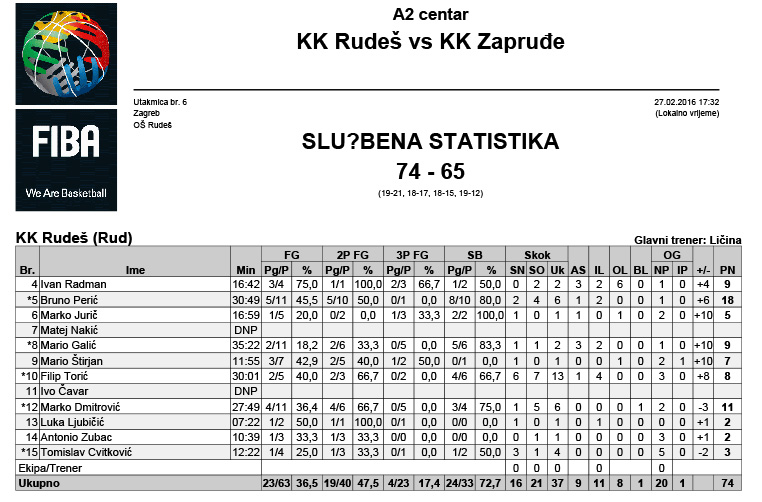 A2 centar
KK Rudeš vs KK Zapruđe
Utakmica br. 6
Zagreb
OŠ Rudeš
27.02.2016 17:32
(Lokalno vrijeme)
FIBA
We Are Basketball
SLU?BENA STATISTIKA
74 - 65
(19-21, 18-17, 18-15, 19-12)
KK Rudeš (Rud) Glavni trener: Ličina
FG 2P FG 3P FG SB Skok OG
Br. Ime Min Pg/P % Pg/P % Pg/P % Pg/P % SN SO Uk AS IL OL BL NP IP +/- PN
4 Ivan Radman 16:42 3/4 75,0 1/1 100,0 2/3 66,7 1/2 50,0 0 2 2 3 2 6 0 1 0 +4 9
*5 Bruno Perić 30:49 5/11 45,5 5/10 50,0 0/1 0,0 8/10 80,0 2 4 6 1 2 0 0 1 0 +6 18
6 Marko Jurič 16:59 1/5 20,0 0/2 0,0 1/3 33,3 2/2 100,0 1 0 1 0 1 0 0 2 0 +10 5
7 Matej Nakić DNP
*8 Mario Galić 35:22 2/11 18,2 2/6 33,3 0/5 0,0 5/6 83,3 1 1 2 3 2 0 0 1 0 +10 9
9 Mario Štirjan 11:55 3/7 42,9 2/5 40,0 1/2 50,0 0/1 0,0 1 0 1 0 0 1 0 2 1 +10 7
*10 Filip Torić 30:01 2/5 40,0 2/3 66,7 0/2 0,0 4/6 66,7 6 7 13 1 4 0 0 3 0 +8 8
11 Ivo Čavar DNP
*12 Marko Dmitrović 27:49 4/11 36,4 4/6 66,7 0/5 0,0 3/4 75,0 1 5 6 0 0 0 1 2 0 -3 11
13 Luka Ljubičić 07:22 1/2 50,0 1/1 100,0 0/1 0,0 0/0 0,0 1 0 1 0 0 0 0 0 0 +1 2
14 Antonio Zubac 10:39 1/3 33,3 1/3 33,3 0/0 0,0 0/0 0,0 0 1 1 0 0 0 0 3 0 +1 2
*15 Tomislav Cvitković 12:22 1/4 25,0 1/3 33,3 0/1 0,0 1/2 50,0 3 1 4 0 0 1 0 5 0 -2 3
Ekipa/Trener 0 0 0 0 0
Ukupno 23/63 36,5 19/40 47,5 4/23 17,4 24/33 72,7 16 21 37 9 11 8 1 20 1 74